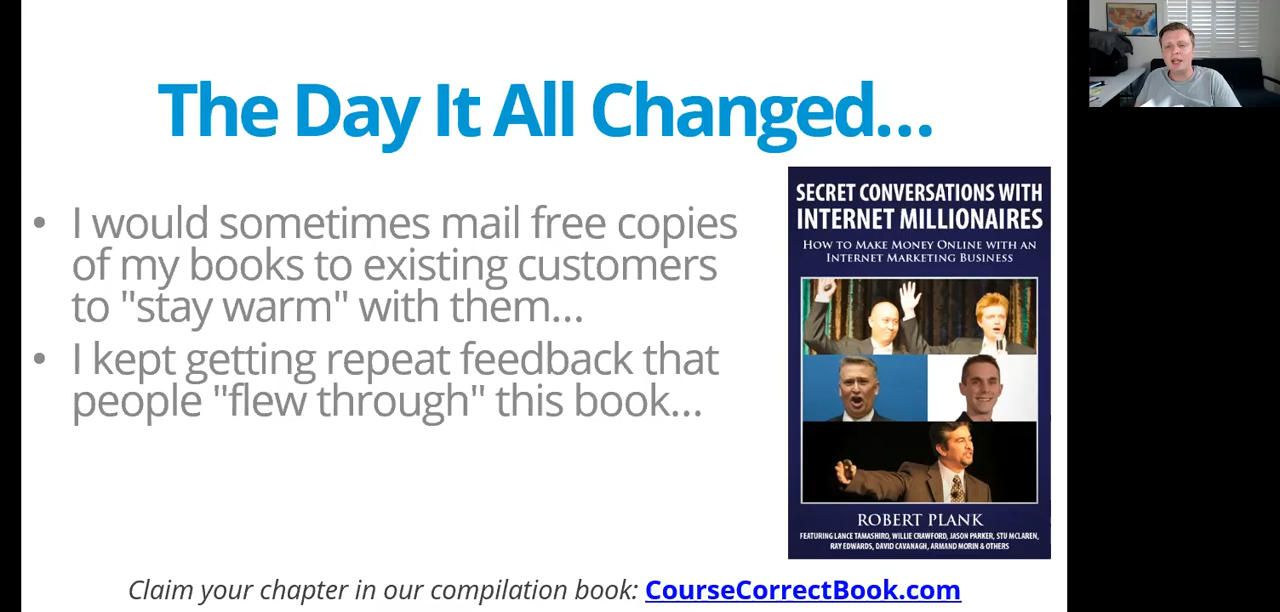 The Day It All Changed...
• I would sometimes mail free copies
of my books to existing customers
to "stay warm" with them...
• I kept getting repeat feedback that
people "flew through" this book...
SECRET CONVERSATIONS WITH
INTERNET MILLIONAIRES
HOW TO MAKE MONEY ONLINE WITH AN
INTERNET MARKETING BUSINESS
ROBERT PLANK
FEATURING LANCE TAMASHIRO, WILLIE CRAWFORD, JASON PARKER, STU MCLAREN,
RAY EDWARDS, DAVID CAVANAGH, ARMAND MORIN & OTHERS
Claim your chapter in our compilation book: CourseCorrectBook.com